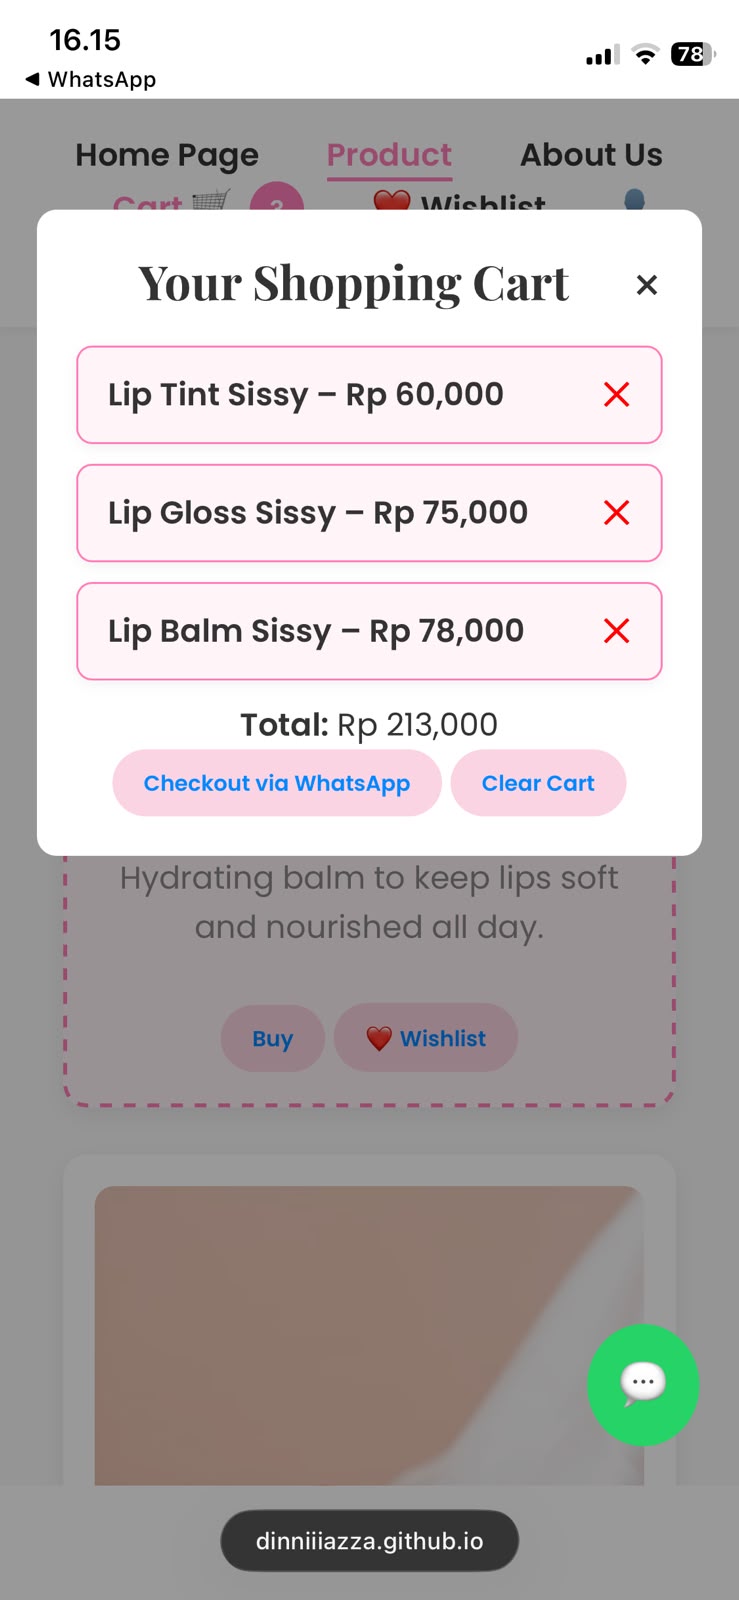 16.15
78
◀ WhatsApp
Home Page Product About Us
Cart 🛒 3 ❤️ Wishlist
Your Shopping Cart ×
Lip Tint Sissy – Rp 60,000
Lip Gloss Sissy – Rp 75,000
Lip Balm Sissy – Rp 78,000
Total: Rp 213,000
Checkout via WhatsApp Clear Cart
Hydrating balm to keep lips soft
and nourished all day.
Buy ❤️ Wishlist
dinniiiazza.github.io